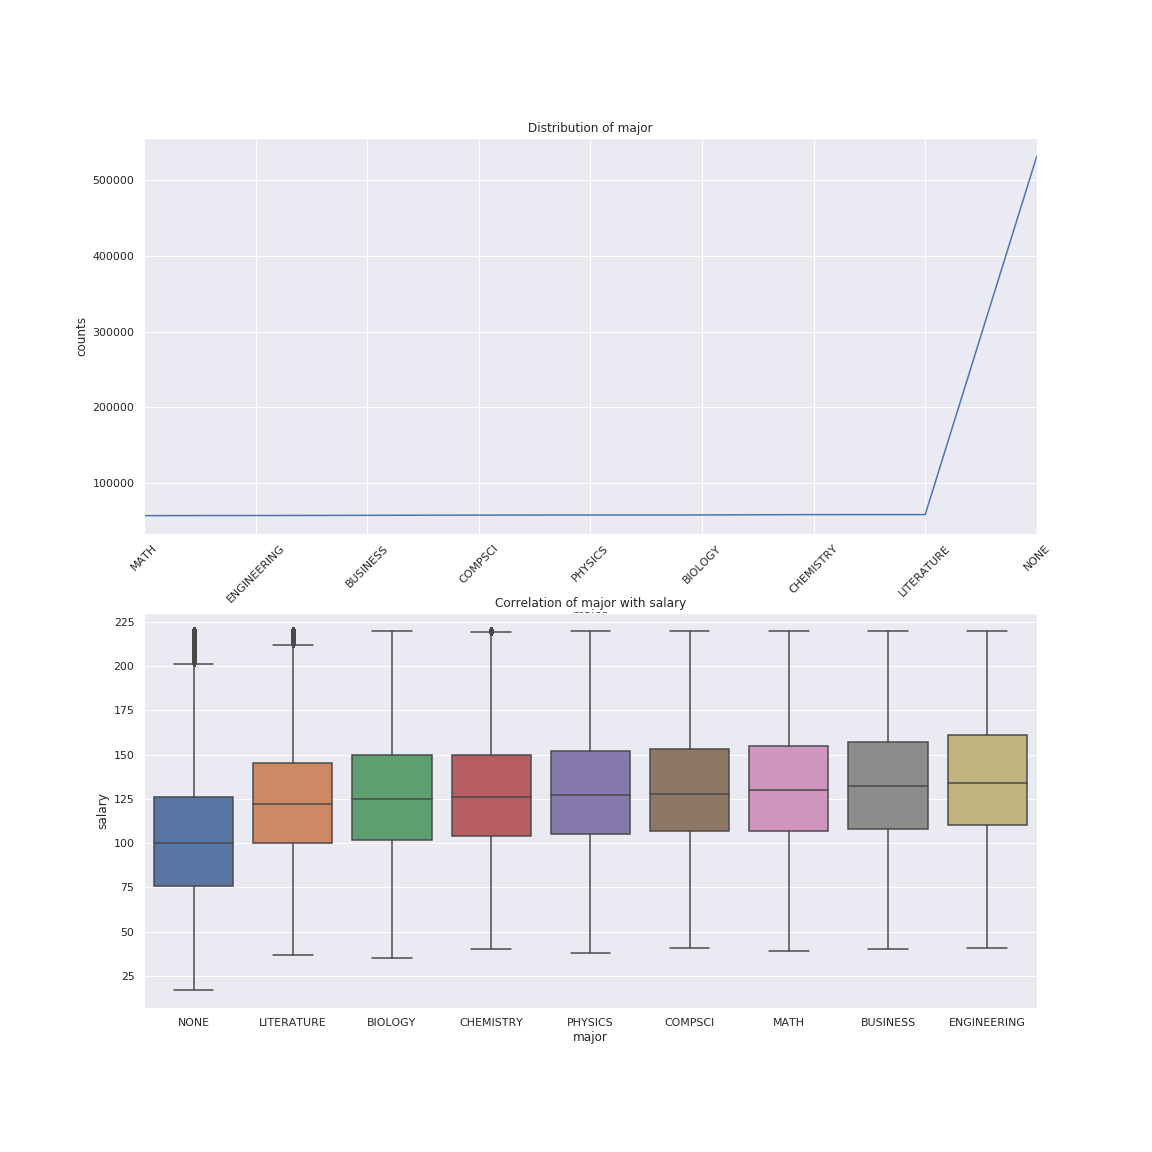 Distribution of major
500000
400000
300000
200000
100000
counts
MATH ENGINEERING BUSINESS COMPSCI PHYSICS BIOLOGY CHEMISTRY LITERATURE NONE
Correlation of major with salary
225
200
175
150
125
100
75
50
25
salary
NONE LITERATURE BIOLOGY CHEMISTRY PHYSICS COMPSCI MATH BUSINESS ENGINEERING
major